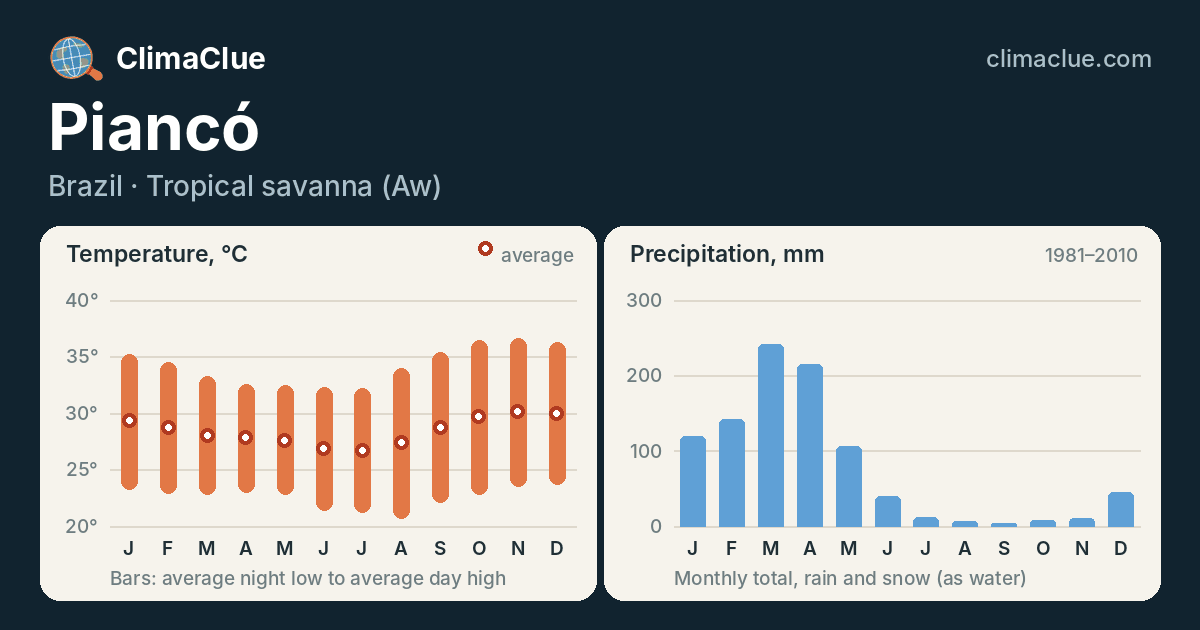 ClimaClue
climaclue.com
Piancó
Brazil · Tropical savanna (Aw)
Temperature, °C
average
40°
35°
30°
25°
20°
J F M A M J J A S O N D
Bars: average night low to average day high
Precipitation, mm
1981–2010
300
200
100
0
J F M A M J J A S O N D
Monthly total, rain and snow (as water)